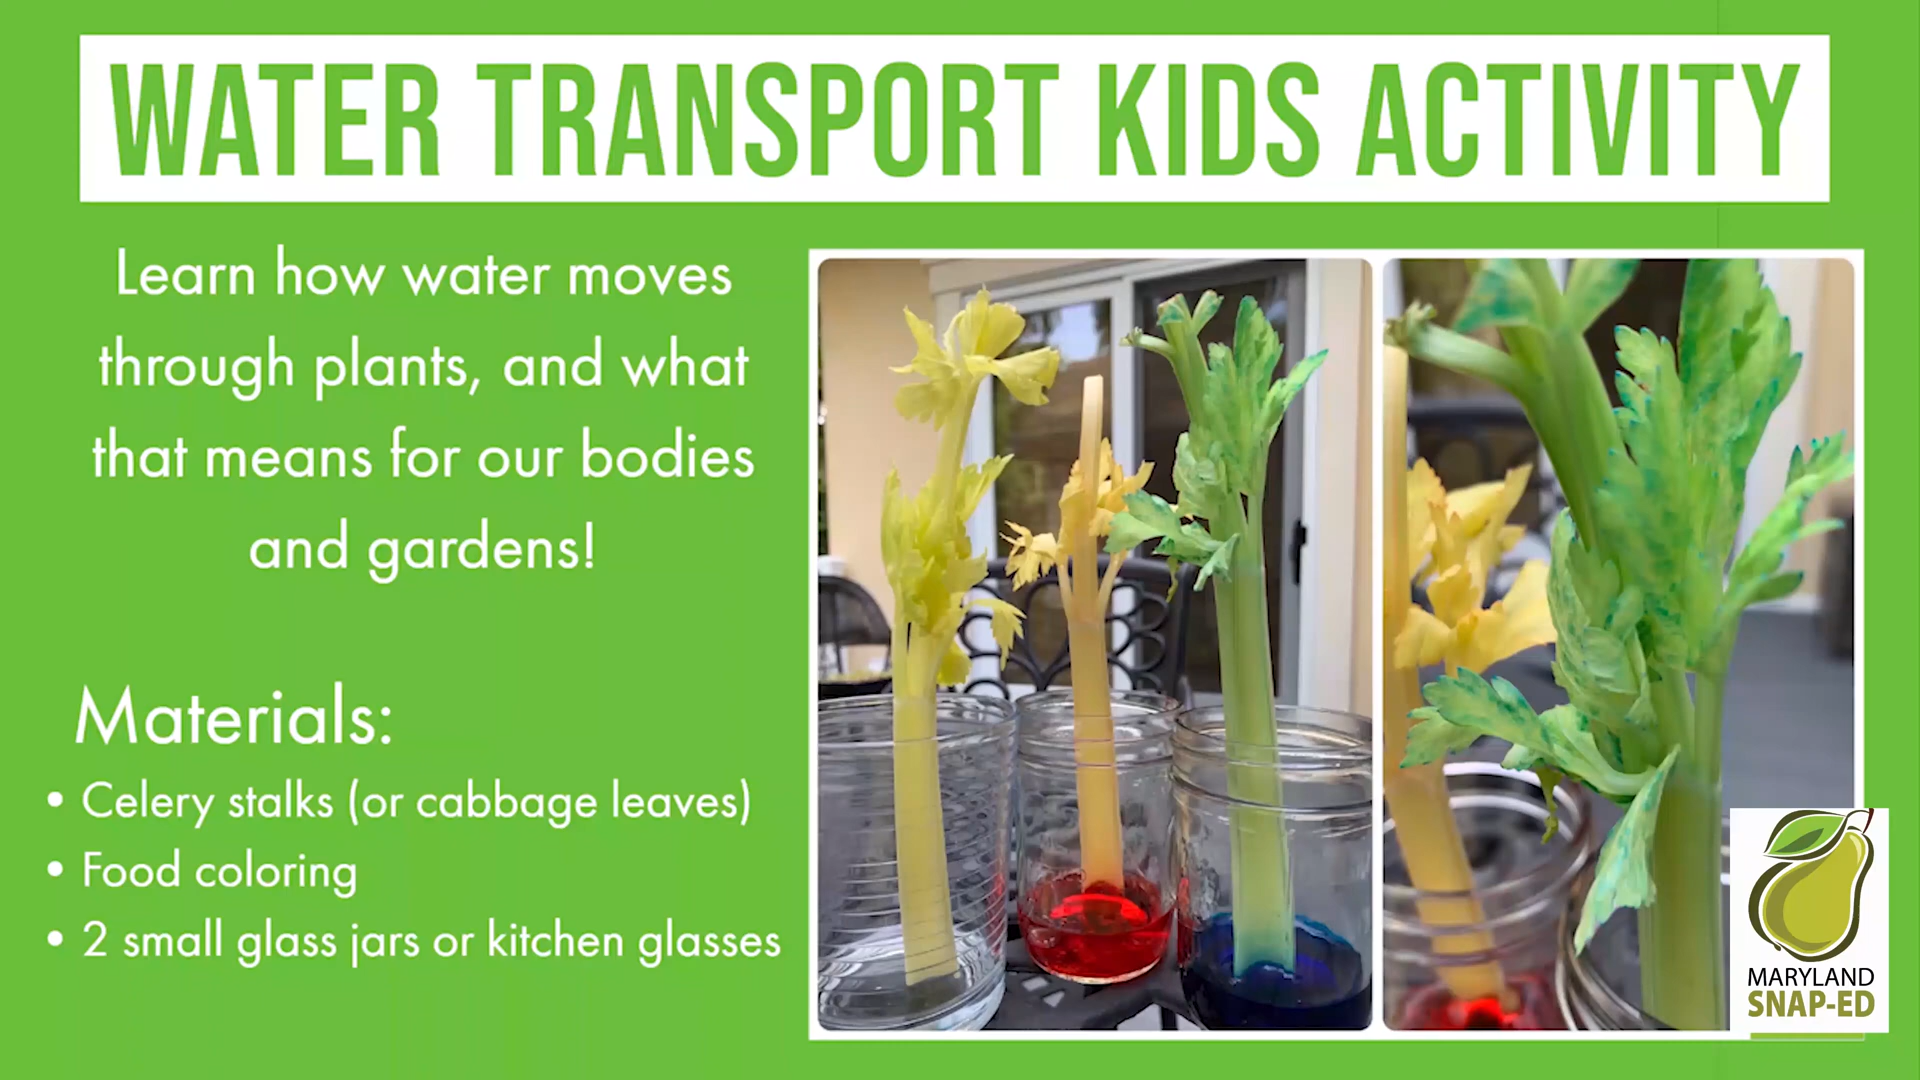 WATER TRANSPORT KIDS ACTIVITY
Learn how water moves
through plants, and what
that means for our bodies
and gardens!
Materials:
• Celery stalks (or cabbage leaves)
• Food coloring
• 2 small glass jars or kitchen glasses
MARYLAND
SNAP-ED